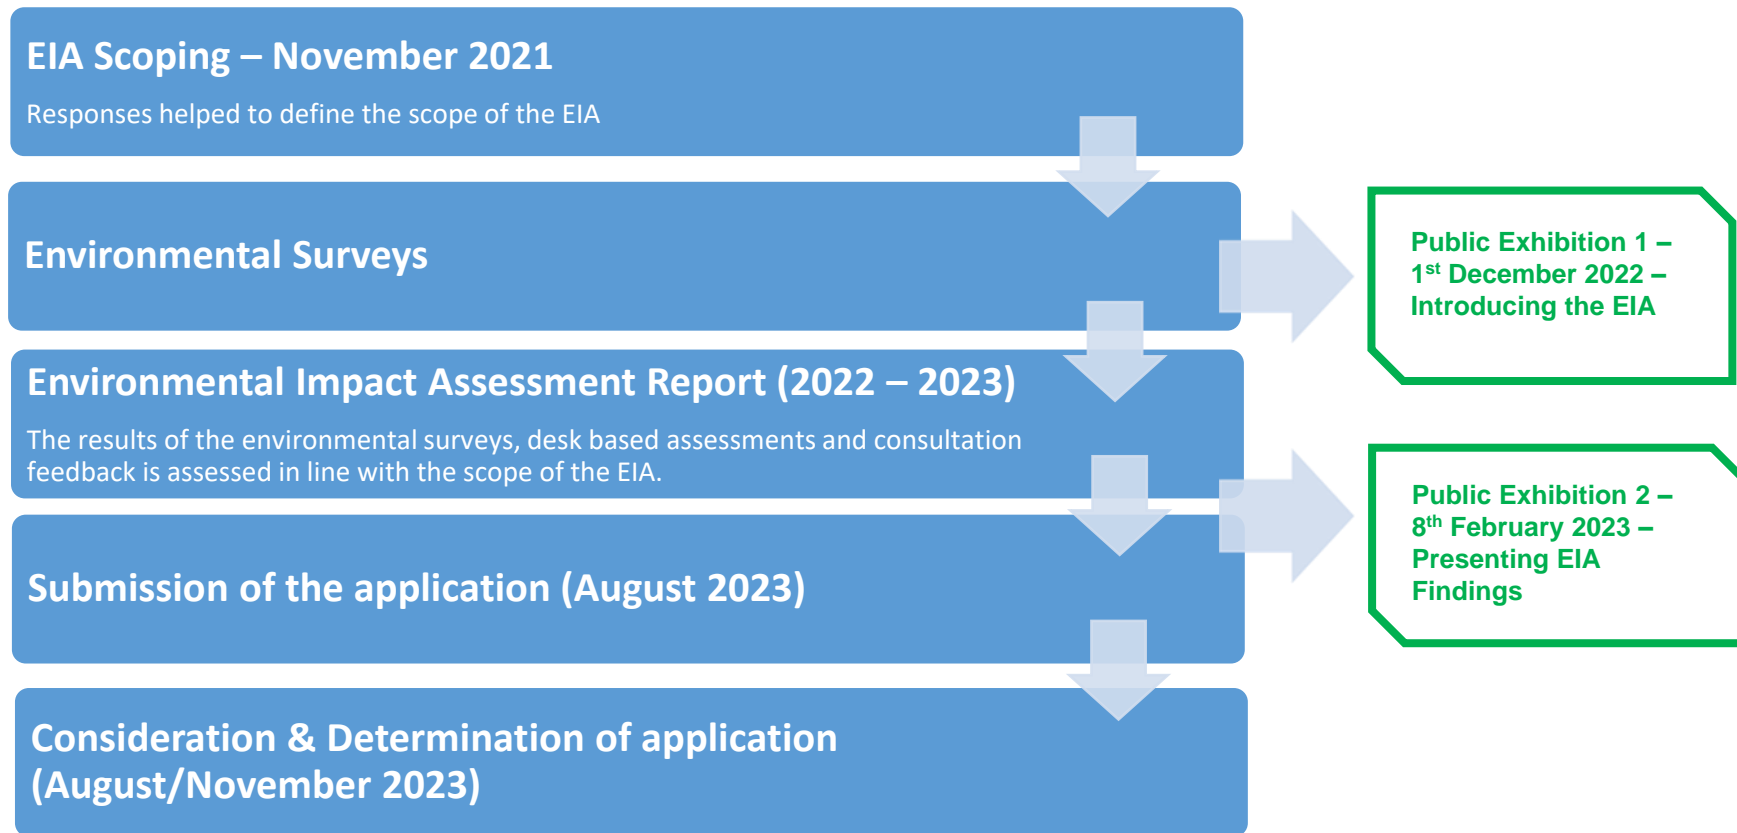 EIA Scoping – November 2021
Responses helped to define the scope of the EIA
Environmental Surveys
Public Exhibition 1 –
1st December 2022 –
Introducing the EIA
Environmental Impact Assessment Report (2022 – 2023)
The results of the environmental surveys, desk based assessments and consultation
feedback is assessed in line with the scope of the EIA.
Public Exhibition 2 –
8th February 2023 –
Presenting EIA
Findings
Submission of the application (August 2023)
Consideration & Determination of application
(August/November 2023)